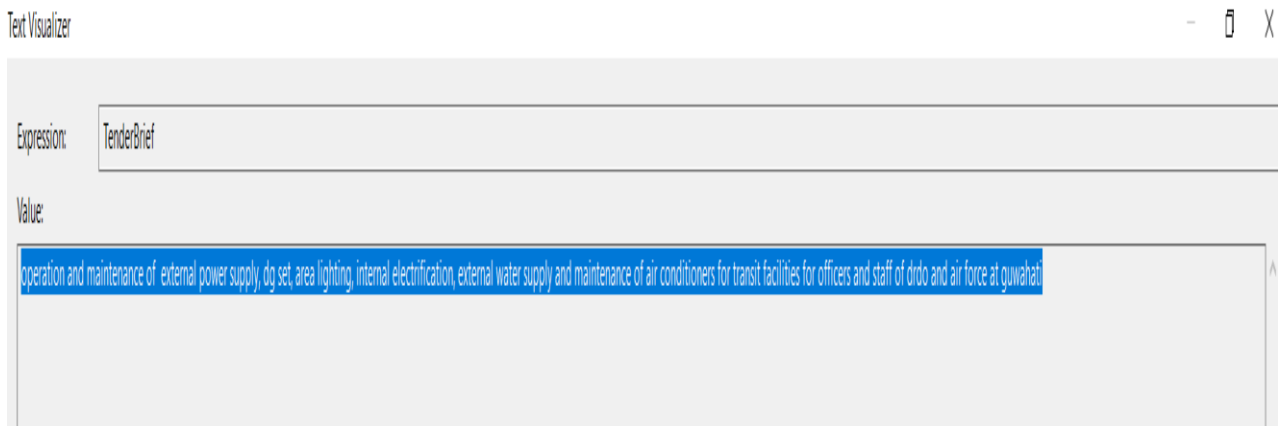 Text Visualizer
Expression: TenderBrief
Value:
operation and maintenance of  external power supply, dg set, area lighting, internal electrification, external water supply and maintenance of air conditioners for transit facilities for officers and staff of drdo and air force at guwahati